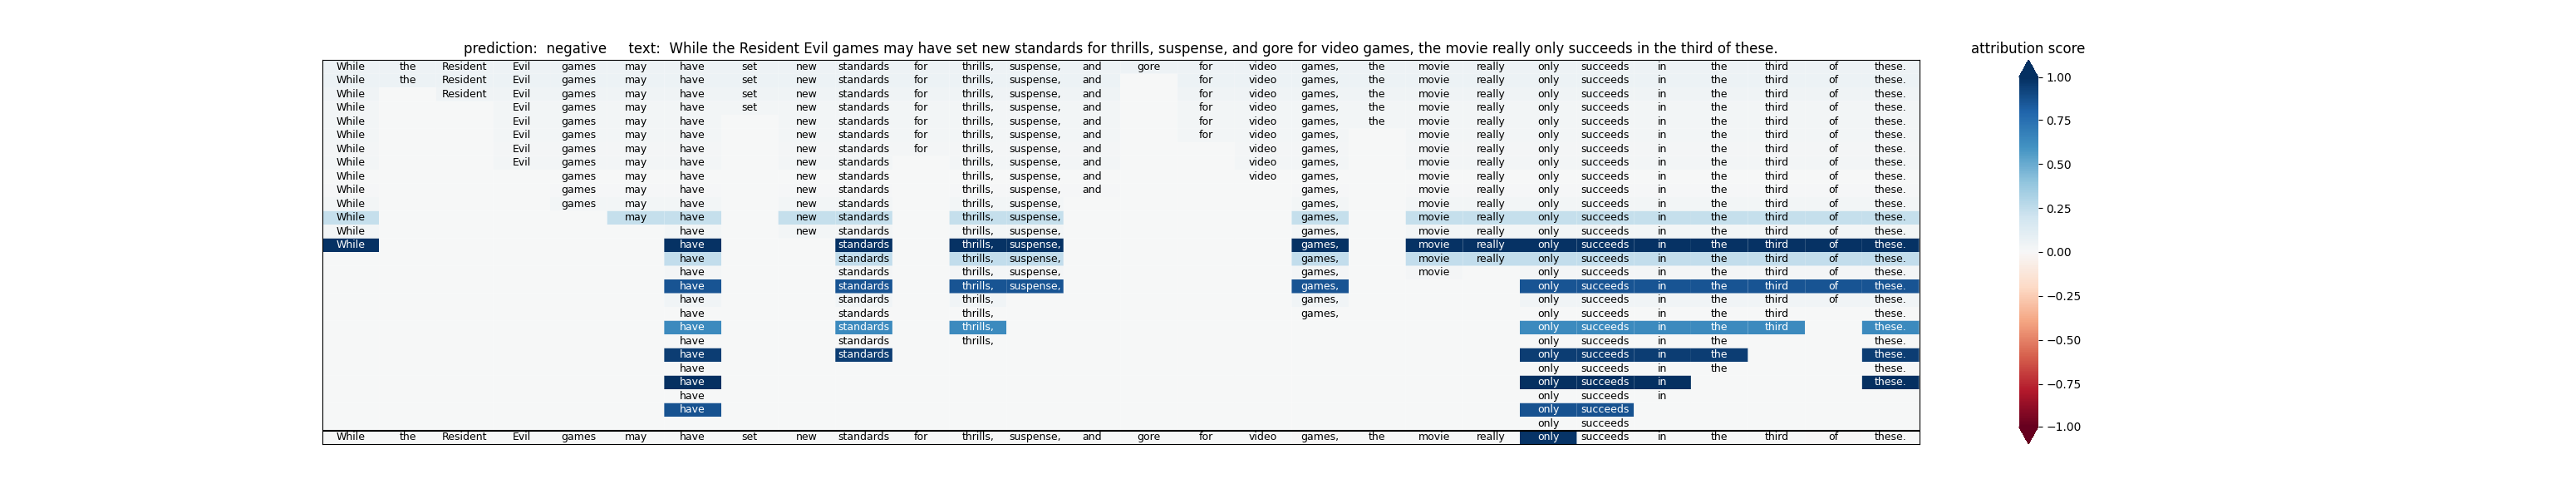 prediction: negative text: While the Resident Evil games may have set new standards for thrills, suspense, and gore for video games, the movie really only succeeds in the third of these.
attribution score
While the Resident Evil games may have set new standards for thrills, suspense, and gore for video games, the movie really only succeeds in the third of these.
While the Resident Evil games may have set new standards for thrills, suspense, and for video games, the movie really only succeeds in the third of these.
While Resident Evil games may have set new standards for thrills, suspense, and for video games, the movie really only succeeds in the third of these.
While Evil games may have set new standards for thrills, suspense, and for video games, the movie really only succeeds in the third of these.
While Evil games may have new standards for thrills, suspense, and for video games, the movie really only succeeds in the third of these.
While Evil games may have new standards for thrills, suspense, and for video games, movie really only succeeds in the third of these.
While Evil games may have new standards for thrills, suspense, and video games, movie really only succeeds in the third of these.
While Evil games may have new standards thrills, suspense, and video games, movie really only succeeds in the third of these.
While games may have new standards thrills, suspense, and video games, movie really only succeeds in the third of these.
While games may have new standards thrills, suspense, and games, movie really only succeeds in the third of these.
While games may have new standards thrills, suspense, games, movie really only succeeds in the third of these.
While may have new standards thrills, suspense, games, movie really only succeeds in the third of these.
While have new standards thrills, suspense, games, movie really only succeeds in the third of these.
While have standards thrills, suspense, games, movie really only succeeds in the third of these.
have standards thrills, suspense, games, movie really only succeeds in the third of these.
have standards thrills, suspense, games, movie only succeeds in the third of these.
have standards thrills, suspense, games, only succeeds in the third of these.
have standards thrills, games, only succeeds in the third of these.
have standards thrills, games, only succeeds in the third these.
have standards thrills, only succeeds in the third these.
have standards thrills, only succeeds in the these.
have standards only succeeds in the these.
have only succeeds in the these.
have only succeeds in these.
have only succeeds in
have only succeeds
only succeeds
While the Resident Evil games may have set new standards for thrills, suspense, and gore for video games, the movie really only succeeds in the third of these.
1.00
0.75
0.50
0.25
0.00
−0.25
−0.50
−0.75
−1.00